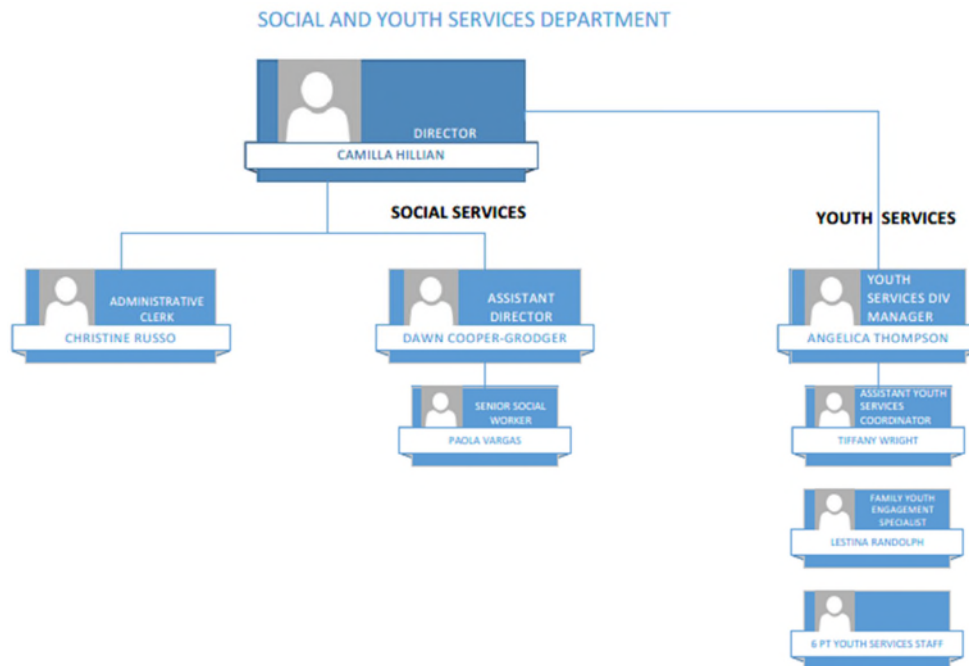 SOCIAL AND YOUTH SERVICES DEPARTMENT
DIRECTOR
CAMILLA HILLIAN
SOCIAL SERVICES
YOUTH SERVICES
ADMINISTRATIVE
CLERK
CHRISTINE RUSSO
ASSISTANT
DIRECTOR
DAWN COOPER-GRODGER
YOUTH
SERVICES DIV
MANAGER
ANGELICA THOMPSON
SENIOR SOCIAL
WORKER
PAOLA VARGAS
ASSISTANT YOUTH
SERVICES
COORDINATOR
TIFFANY WRIGHT
FAMILY YOUTH
ENGAGEMENT
SPECIALIST
LESTINA RANDOLPH
6 PT YOUTH SERVICES STAFF